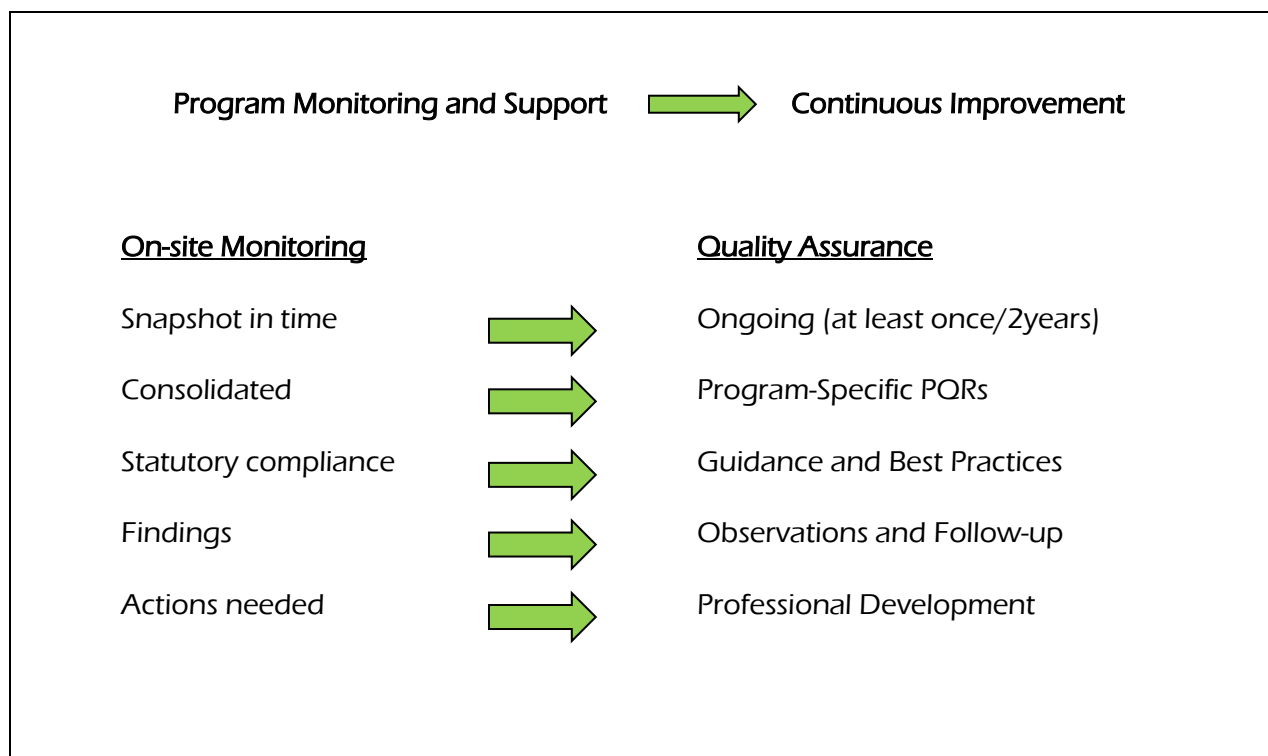 Program Monitoring and Support Continuous Improvement
On-site Monitoring Quality Assurance
Snapshot in time Ongoing (at least once/2years)
Consolidated Program-Specific PQRs
Statutory compliance Guidance and Best Practices
Findings Observations and Follow-up
Actions needed Professional Development